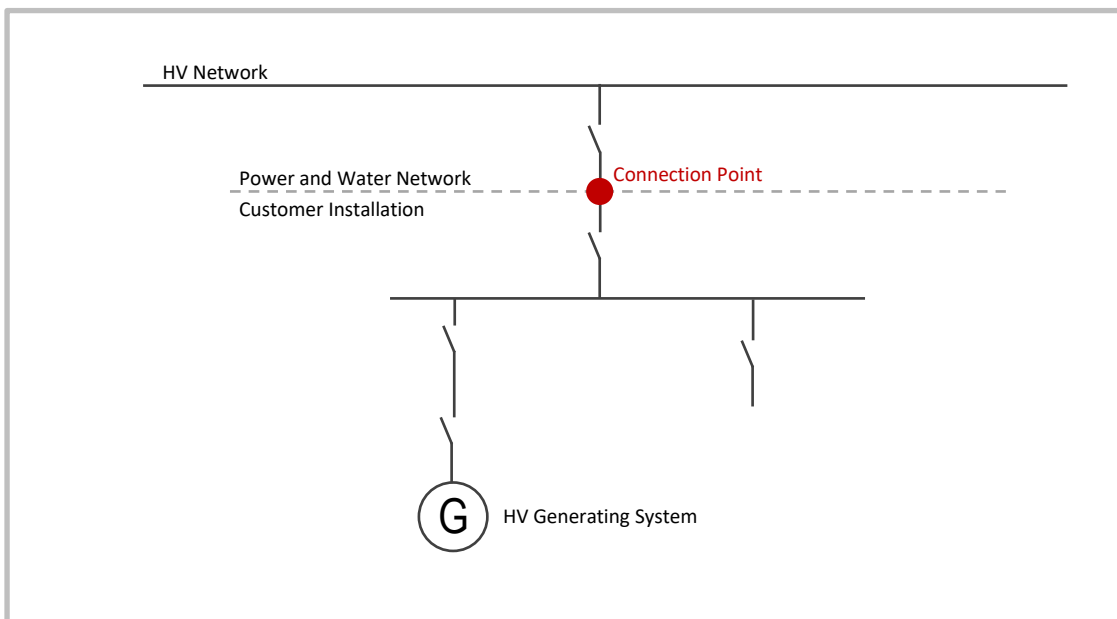 HV Network
Power and Water Network
Connection Point
Customer Installation
G
HV Generating System